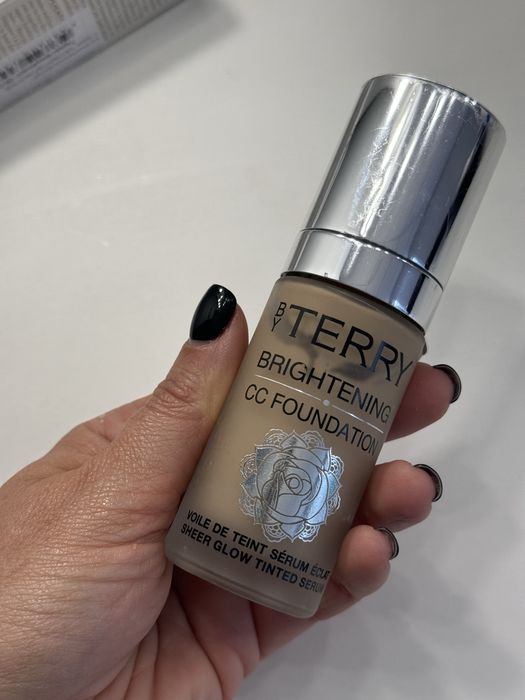 BY TERRY
BRIGHTENING
CC FOUNDATION
VOILE DE TEINT SÉRUM ÉCLAT
SHEER GLOW TINTED SERUM